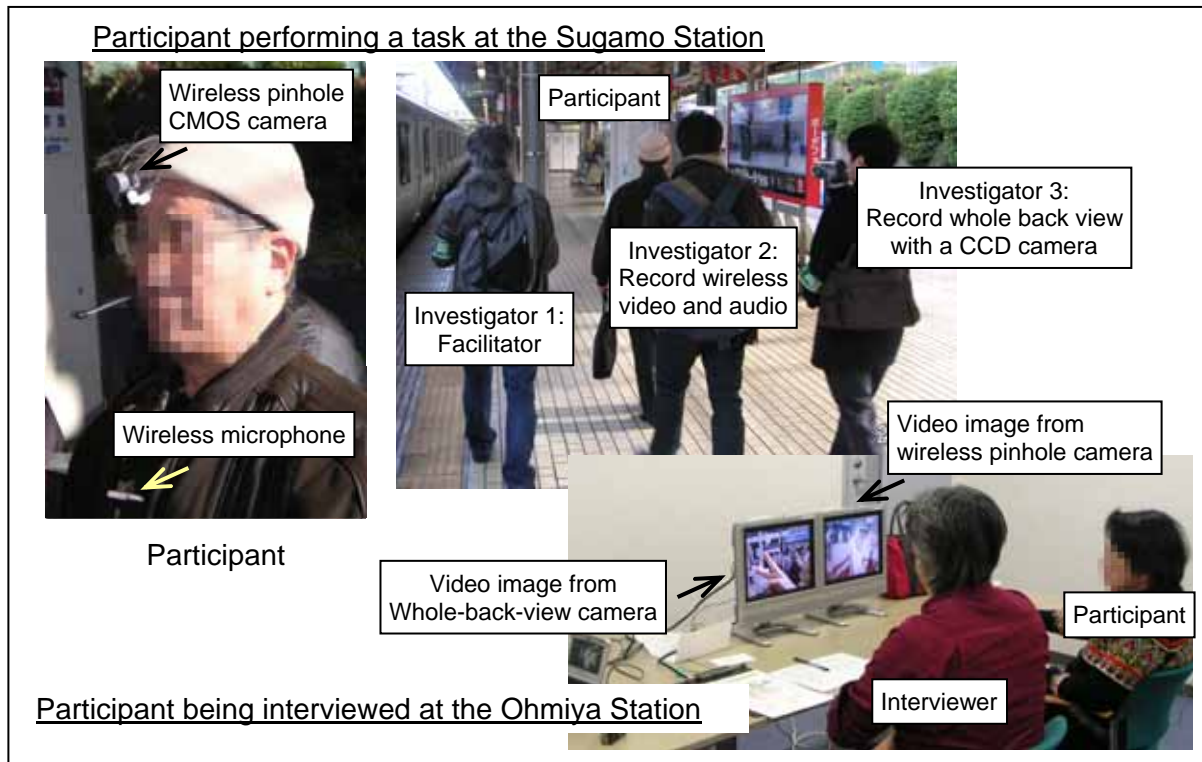 Participant performing a task at the Sugamo Station
Wireless pinhole
CMOS camera
Wireless microphone
Participant
Participant
Investigator 1:
Facilitator
Investigator 2:
Record wireless
video and audio
Investigator 3:
Record whole back view
with a CCD camera
Video image from
wireless pinhole camera
Video image from
Whole-back-view camera
Participant
Interviewer
Participant being interviewed at the Ohmiya Station